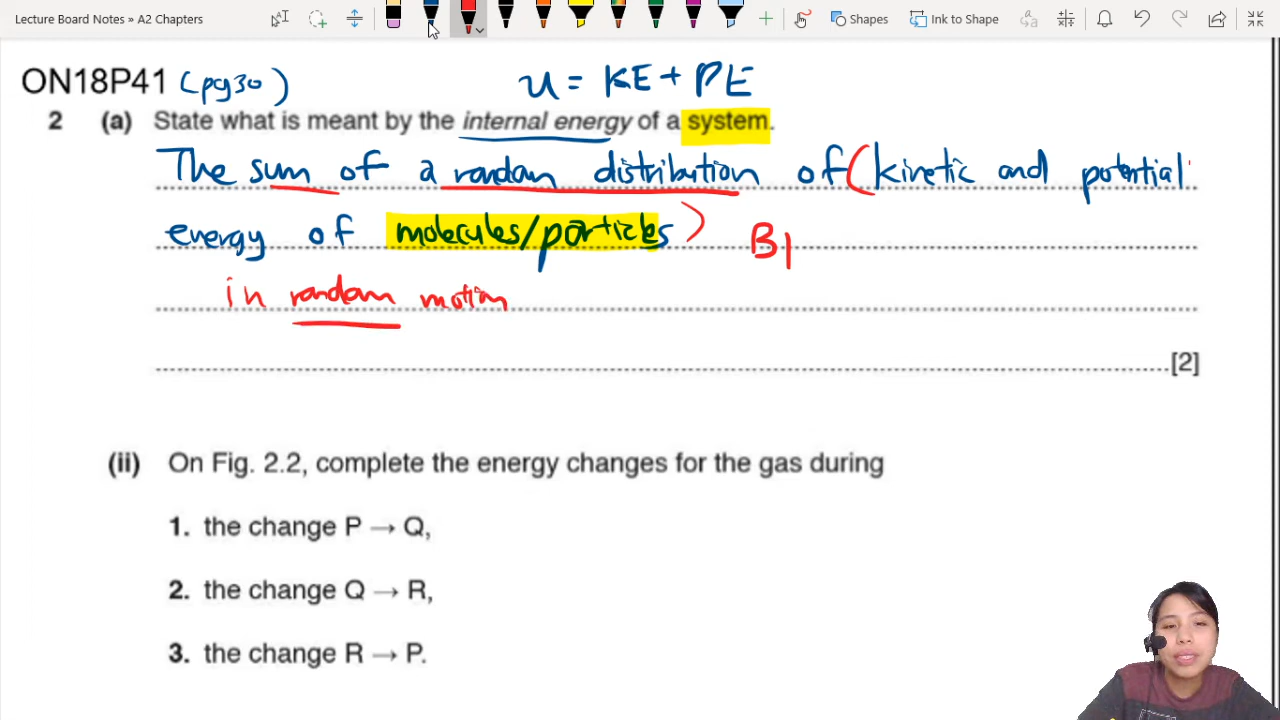 Lecture Board Notes » A2 Chapters
Shapes
Ink to Shape
ON18P41 (pg30)
u = KE + PE
2 (a) State what is meant by the internal energy of a system.
The sum of a random distribution of (kinetic and potential
energy of molecules/particles) B1
in random motion
[2]
(ii) On Fig. 2.2, complete the energy changes for the gas during
1. the change P → Q,
2. the change Q → R,
3. the change R → P.